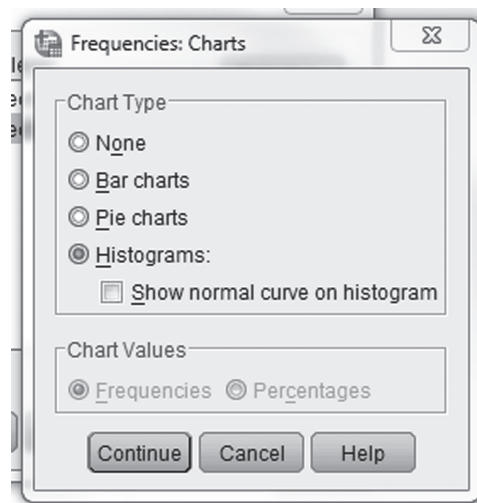 Frequencies: Charts
Chart Type
None
Bar charts
Pie charts
Histograms:
Show normal curve on histogram
Chart Values
Frequencies Percentages
Continue Cancel Help